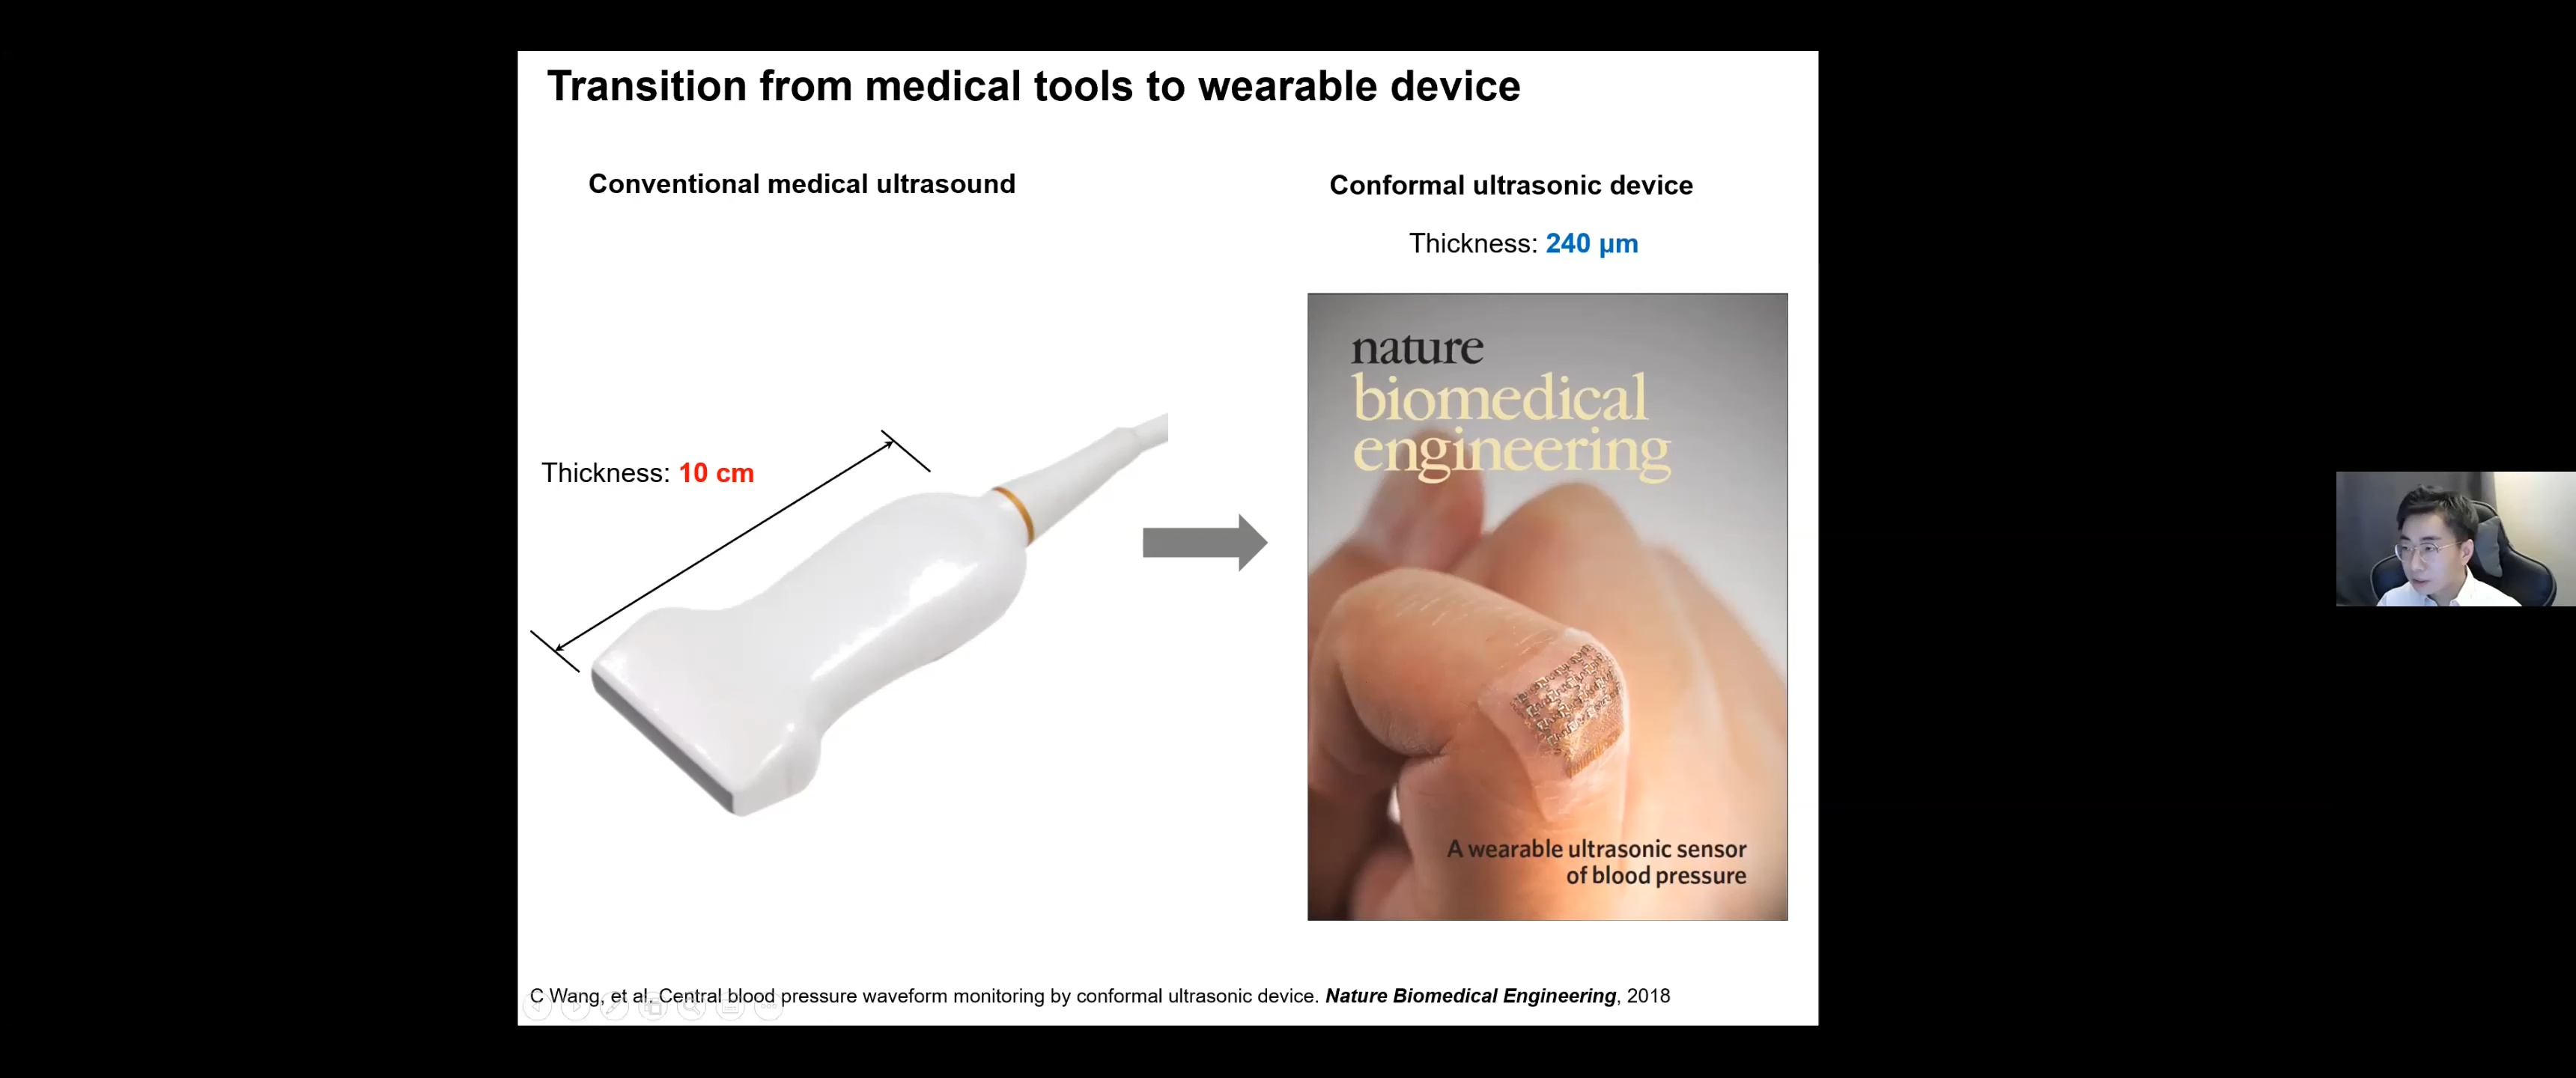 Transition from medical tools to wearable device
Conventional medical ultrasound
Thickness: 10 cm
Conformal ultrasonic device
Thickness: 240 µm
nature
biomedical
engineering
A wearable ultrasonic sensor
of blood pressure
C Wang, et al. Central blood pressure waveform monitoring by conformal ultrasonic device. Nature Biomedical Engineering, 2018